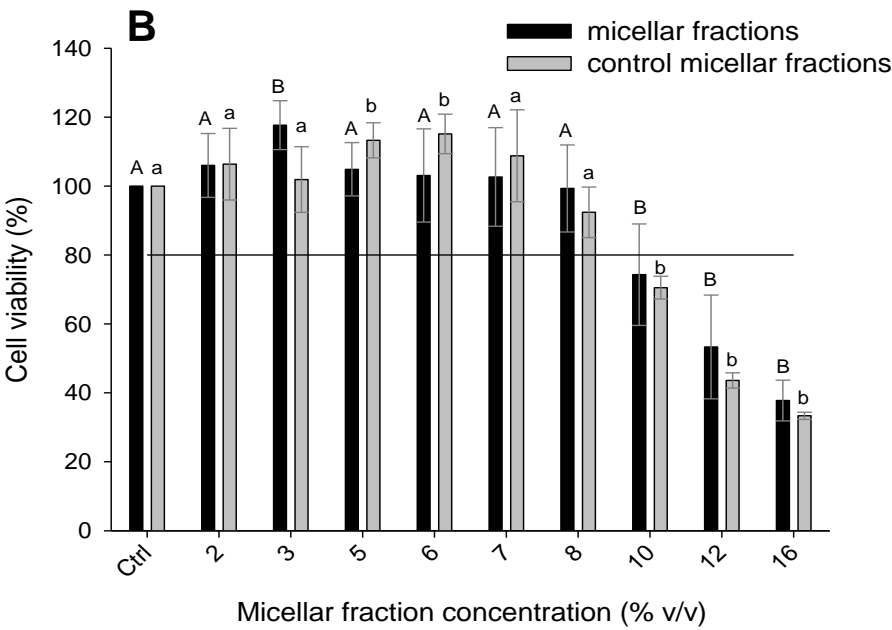 B
micellar fractions
control micellar fractions
Cell viability (%)
140
120
100
80
60
40
20
0
A a
A a
B a
A b
A b
A a
A a
B b
B b
B b
Ctrl 2 3 5 6 7 8 10 12 16
Micellar fraction concentration (% v/v)